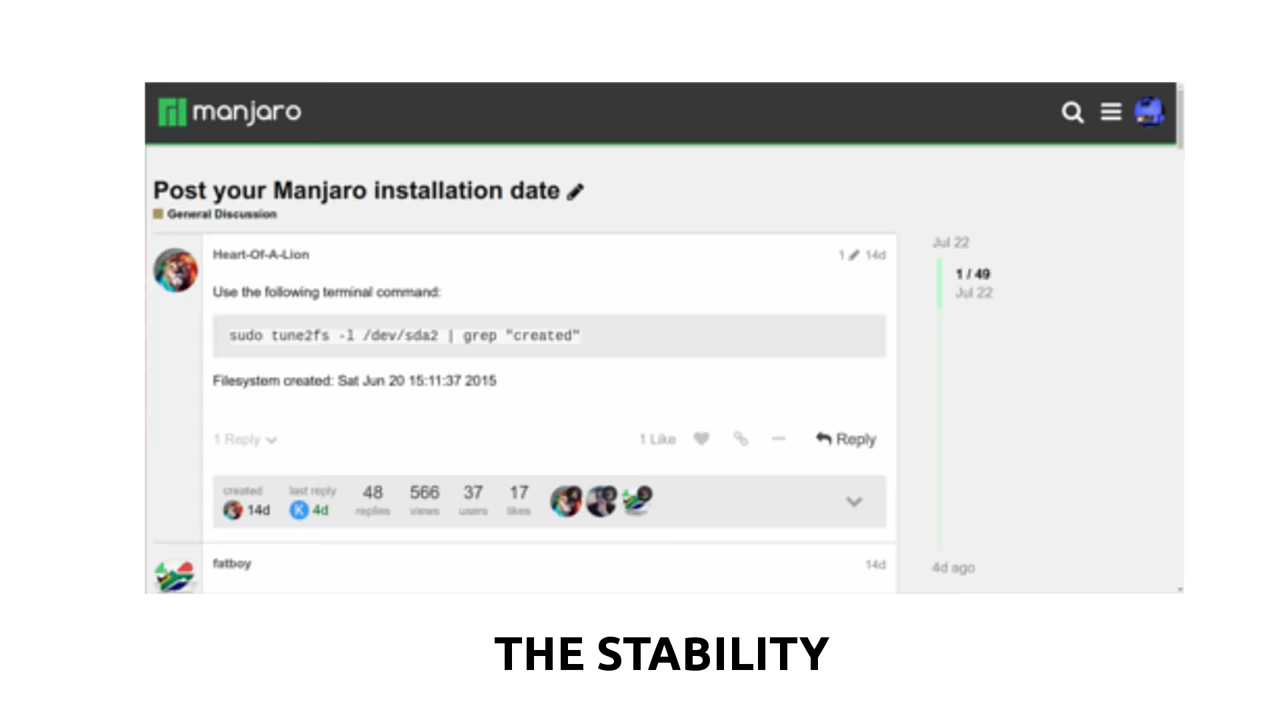 manjaro
Post your Manjaro installation date
General Discussion
Heart-Of-A-Lion 1 14d
Use the following terminal command:
sudo tune2fs -l /dev/sda2 | grep "created"
Filesystem created: Sat Jun 20 15:11:37 2015
1 Reply 1 Like Reply
created last reply 48 566 37 17
14d K 4d replies views users likes
fatboy 14d
Jul 22
1 / 49
Jul 22
4d ago
THE STABILITY